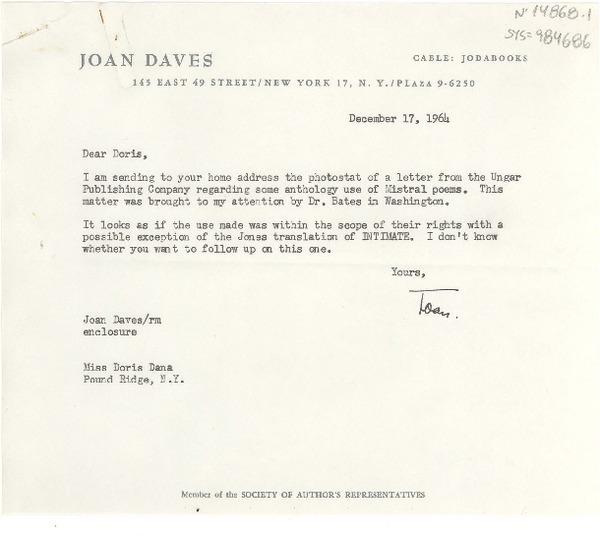 Nº 14868.1
SYS=984686
JOAN DAVES
CABLE: JODABOOKS
145 EAST 49 STREET/NEW YORK 17, N. Y./PLAZA 9-6250
December 17, 1964
Dear Doris,
I am sending to your home address the photostat of a letter from the Ungar
Publishing Company regarding some anthology use of Mistral poems. This
matter was brought to my attention by Dr. Bates in Washington.
It looks as if the use made was within the scope of their rights with a
possible exception of the Jones translation of INTIMATE. I don't know
whether you want to follow up on this one.
Yours,
Joan.
Joan Daves/rm
enclosure
Miss Doris Dana
Pound Ridge, N.Y.
Member of the SOCIETY OF AUTHOR'S REPRESENTATIVES